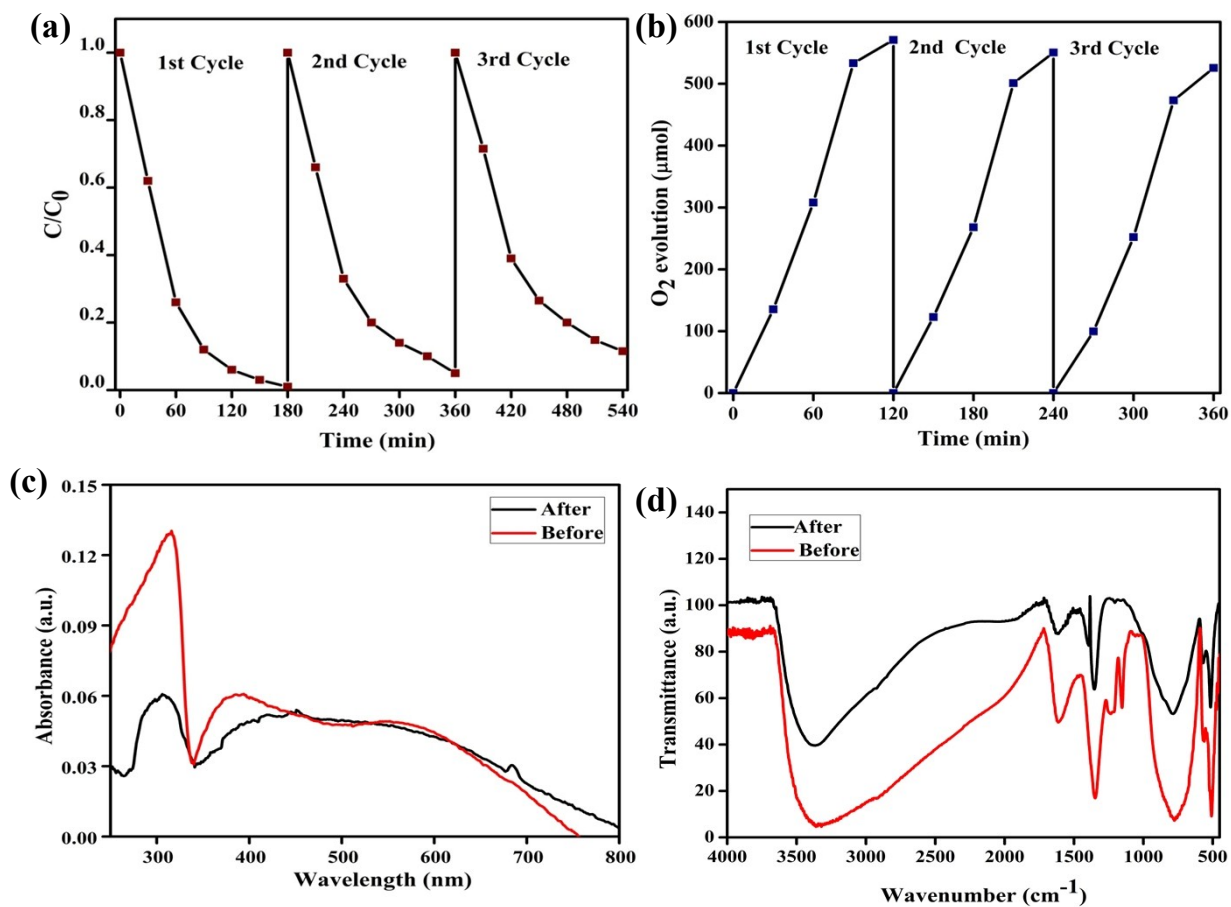 (a)
1.0
0.8
0.6
0.4
0.2
0.0
C/C0
1st Cycle
2nd Cycle
3rd Cycle
0 60 120 180 240 300 360 420 480 540
Time (min)
(b)
600
500
400
300
200
100
0
O2 evolution (µmol)
1st Cycle
2nd Cycle
3rd Cycle
0 60 120 180 240 300 360
Time (min)
(c)
0.15
0.12
0.09
0.06
0.03
0.00
Absorbance (a.u.)
After
Before
300 400 500 600 700 800
Wavelength (nm)
(d)
140
120
100
80
60
40
20
0
Transmittance (a.u.)
After
Before
4000 3500 3000 2500 2000 1500 1000 500
Wavenumber (cm-1)